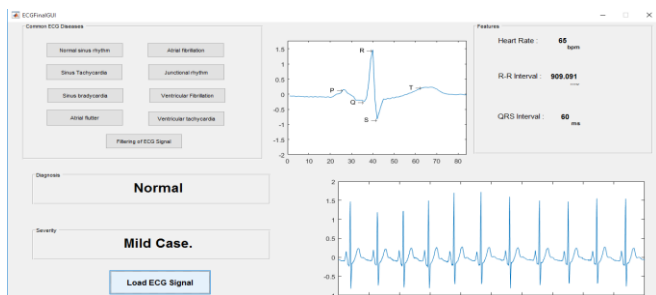 ECGFinalGUI
Common ECG Diseases
Normal sinus rhythm
Atrial fibrillation
Sinus Tachycardia
Junctional rhythm
Sinus bradycardia
Ventricular Fibrillation
Atrial flutter
Ventricular tachycardia
Filtering of ECG Signal
Diagnosis
Normal
Severity
Mild Case.
Load ECG Signal
1.5
1
0.5
0
-0.5
-1
-1.5
-2
0 10 20 30 40 50 60 70 80
P
Q
R
S
T
Features
Heart Rate : 65
bpm
R-R Interval : 909.091
QRS Interval : 60
ms
2
1.5
1
0.5
0
-0.5